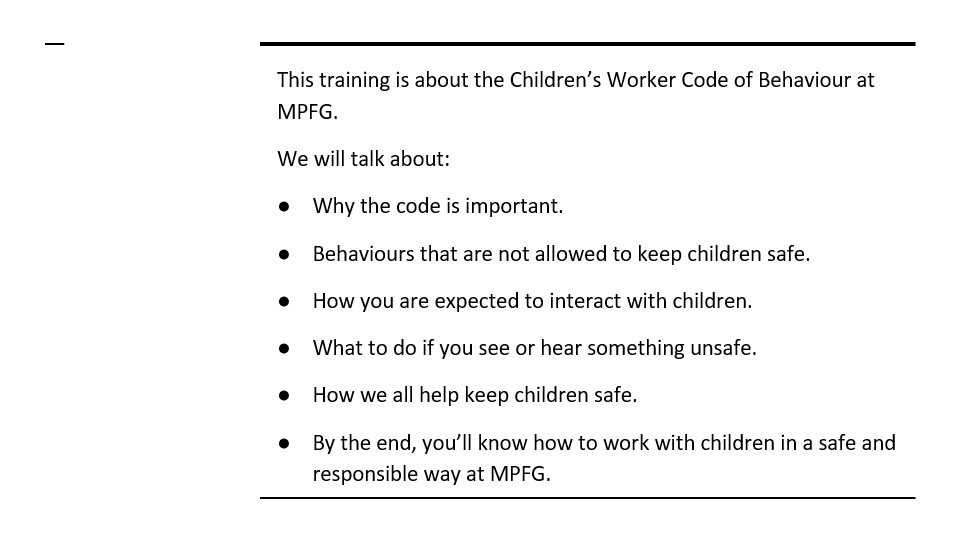 This training is about the Children’s Worker Code of Behaviour at
MPFG.
We will talk about:
● Why the code is important.
● Behaviours that are not allowed to keep children safe.
● How you are expected to interact with children.
● What to do if you see or hear something unsafe.
● How we all help keep children safe.
● By the end, you’ll know how to work with children in a safe and
responsible way at MPFG.